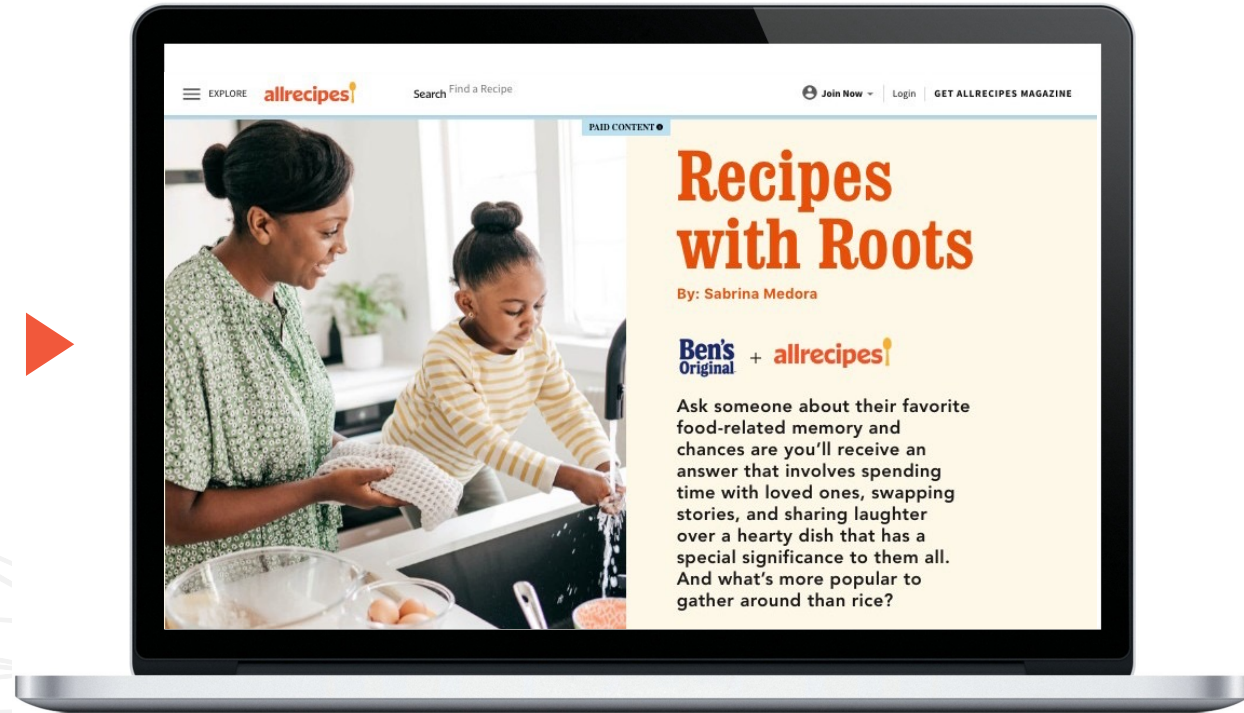 EXPLORE allrecipes Search Find a Recipe Join Now Login GET ALLRECIPES MAGAZINE
PAID CONTENT
Recipes
with Roots
By: Sabrina Medora
Ben's Original + allrecipes
Ask someone about their favorite
food-related memory and
chances are you’ll receive an
answer that involves spending
time with loved ones, swapping
stories, and sharing laughter
over a hearty dish that has a
special significance to them all.
And what’s more popular to
gather around than rice?